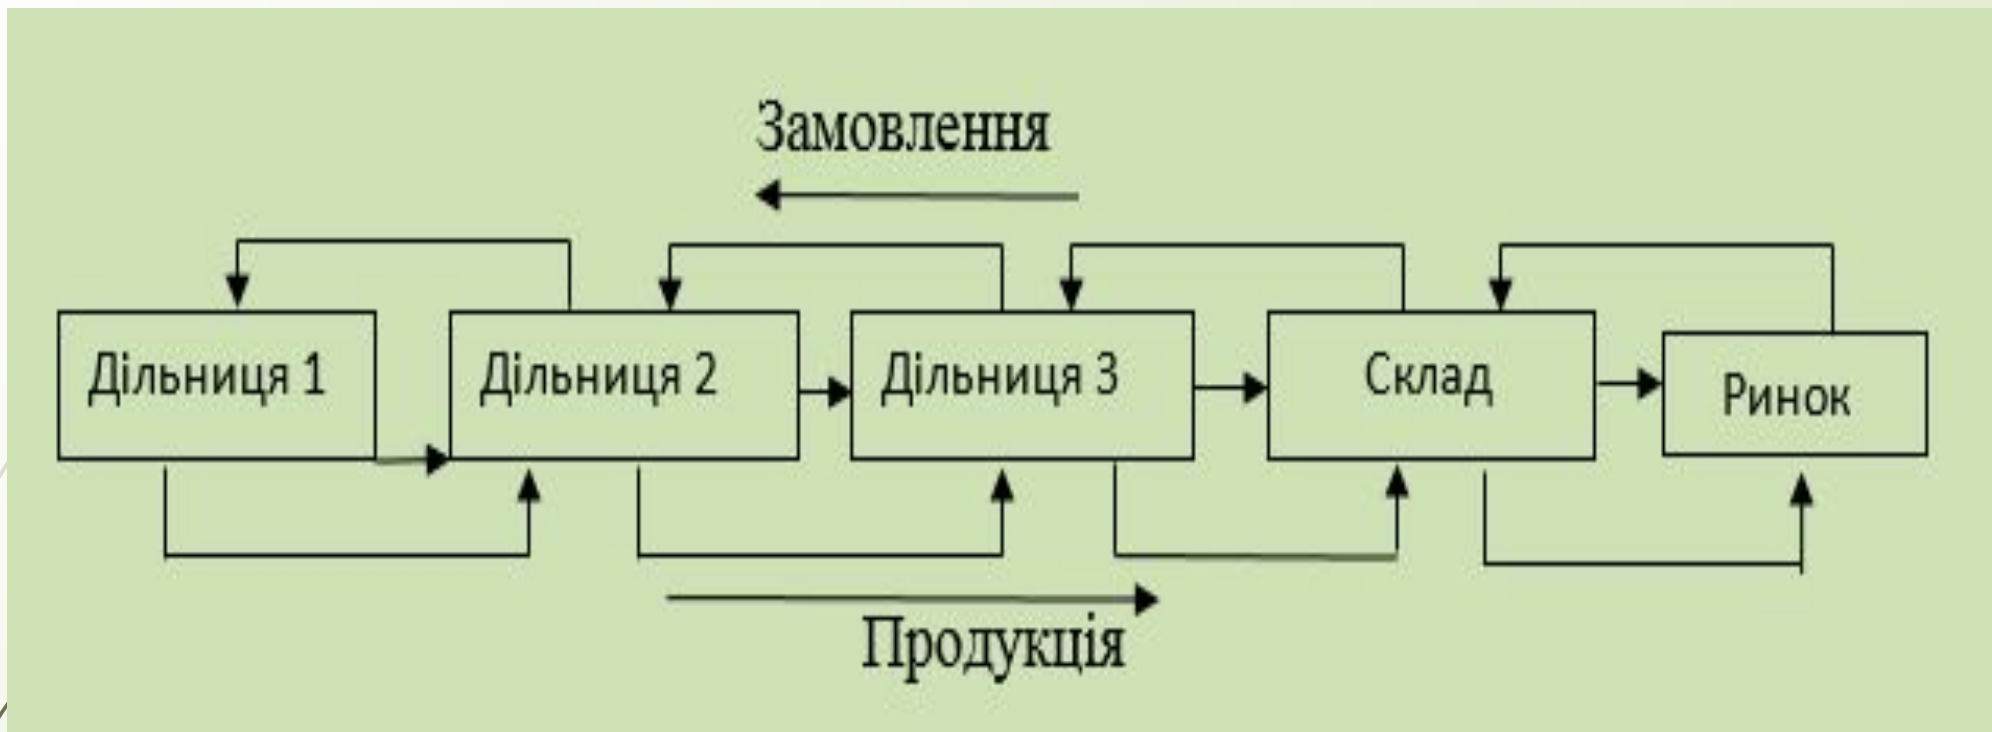 Замовлення
Дільниця 1
Дільниця 2
Дільниця 3
Склад
Ринок
Продукція